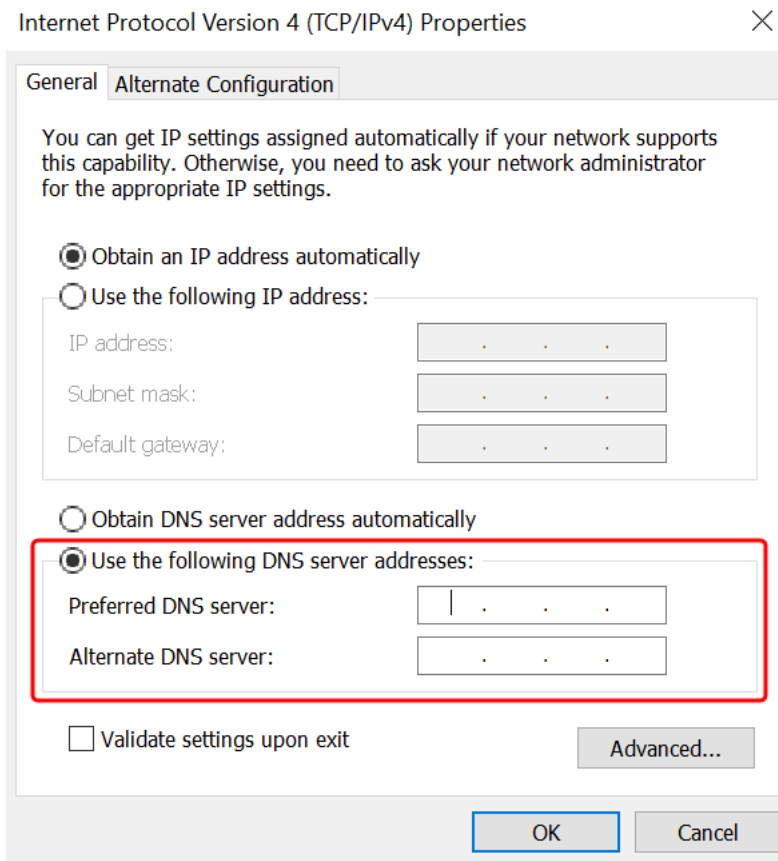 Internet Protocol Version 4 (TCP/IPv4) Properties
General
Alternate Configuration
You can get IP settings assigned automatically if your network supports
this capability. Otherwise, you need to ask your network administrator
for the appropriate IP settings.
Obtain an IP address automatically
Use the following IP address:
IP address:
. . .
Subnet mask:
. . .
Default gateway:
. . .
Obtain DNS server address automatically
Use the following DNS server addresses:
Preferred DNS server:
. . .
Alternate DNS server:
. . .
Validate settings upon exit
Advanced...
OK
Cancel